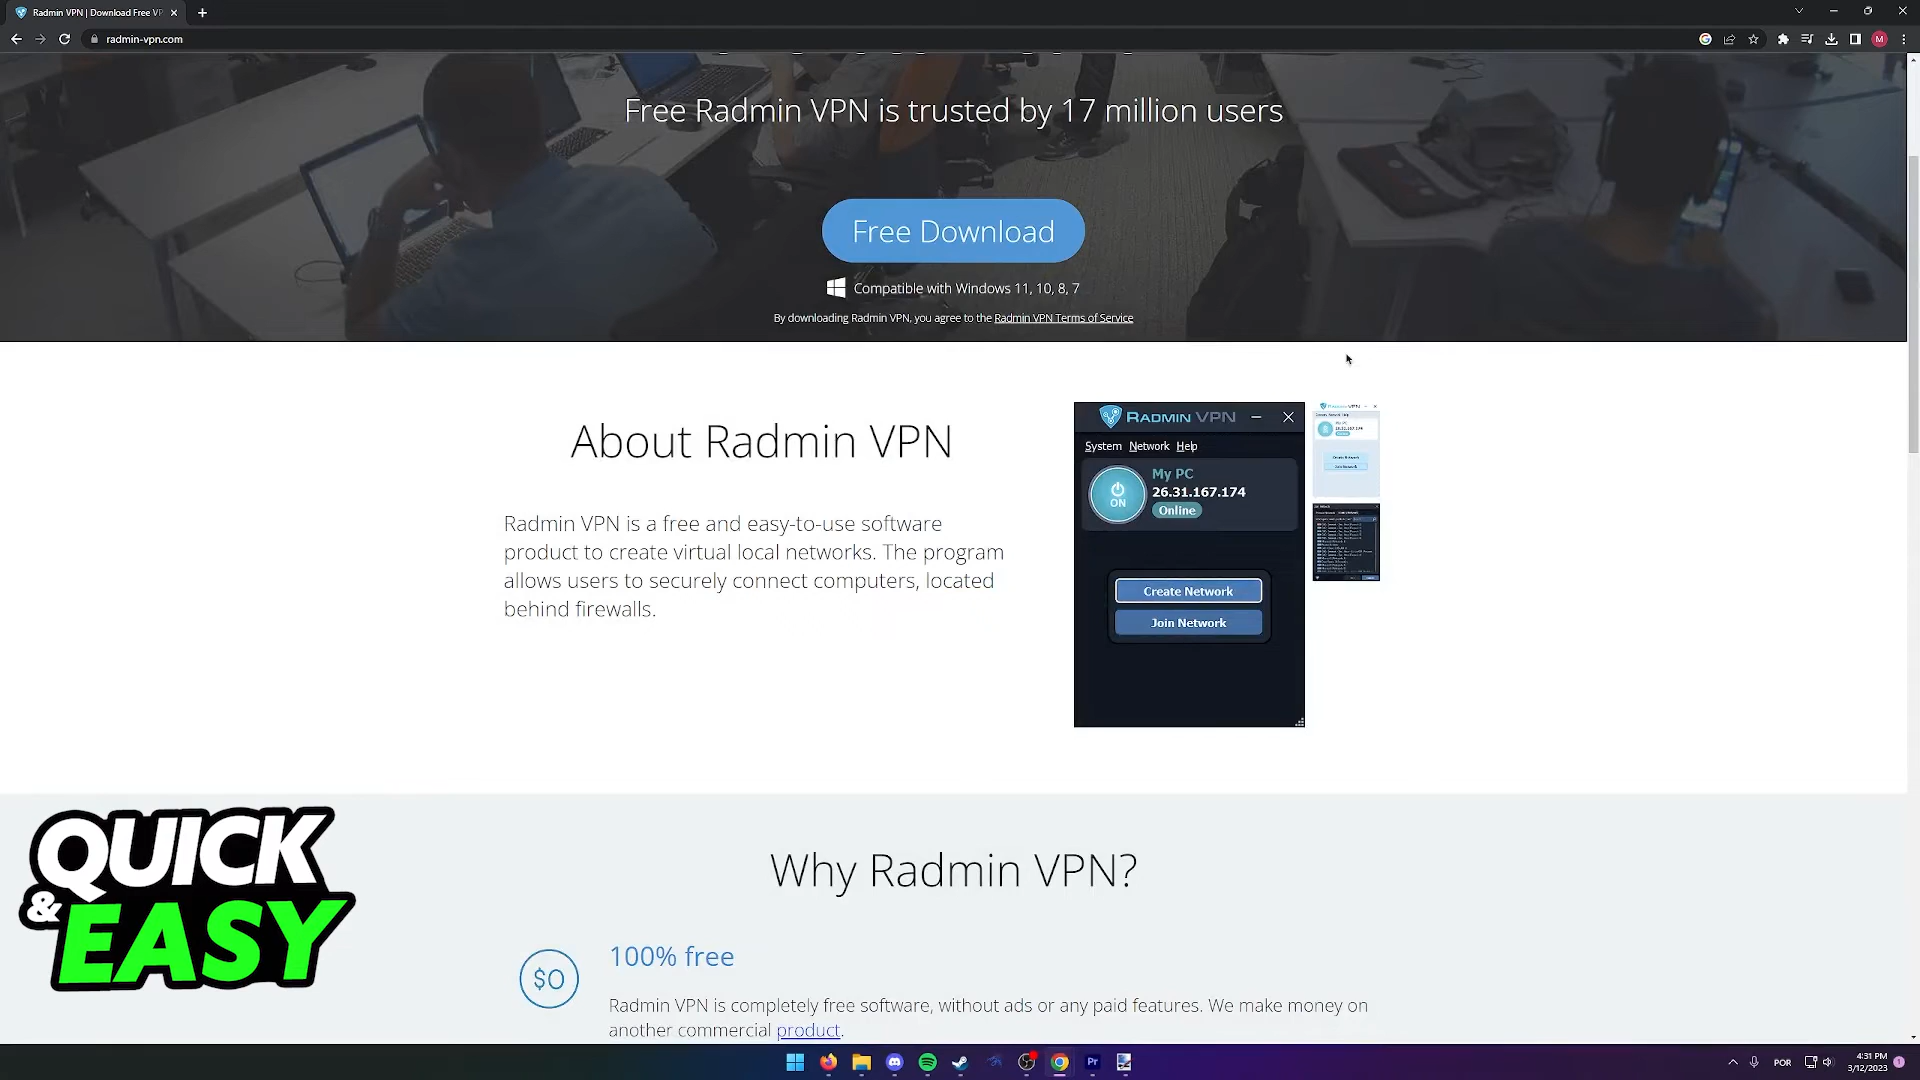 Radmin VPN | Download Free VP
radmin-vpn.com
M
Free Radmin VPN is trusted by 17 million users
Free Download
Compatible with Windows 11, 10, 8, 7
By downloading Radmin VPN, you agree to the Radmin VPN Terms of Service
About Radmin VPN
Radmin VPN is a free and easy-to-use software
product to create virtual local networks. The program
allows users to securely connect computers, located
behind firewalls.
RADMIN VPN
System Network Help
ON
My PC
26.31.167.174
Online
Create Network
Join Network
QUICK
& EASY
Why Radmin VPN?
$0
100% free
Radmin VPN is completely free software, without ads or any paid features. We make money on
another commercial product.
Pr
POR
4:31 PM
3/12/2023
1